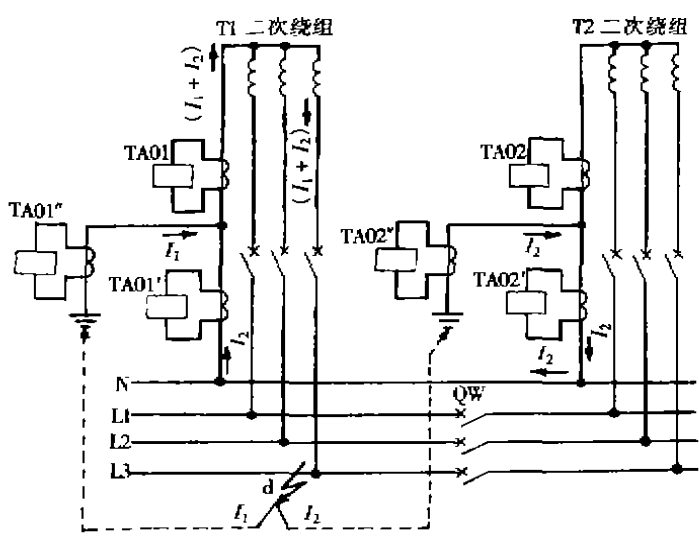 T1 二次绕组
T2 二次绕组
(I₁ + I₂)
(I₁ + I₂)
TA01
TA02
TA01″
TA02″
I₁
I₂
TA01′
TA02′
I₂
I₂
I₂
N
QW
L1
L2
L3
d
I₁
I₂